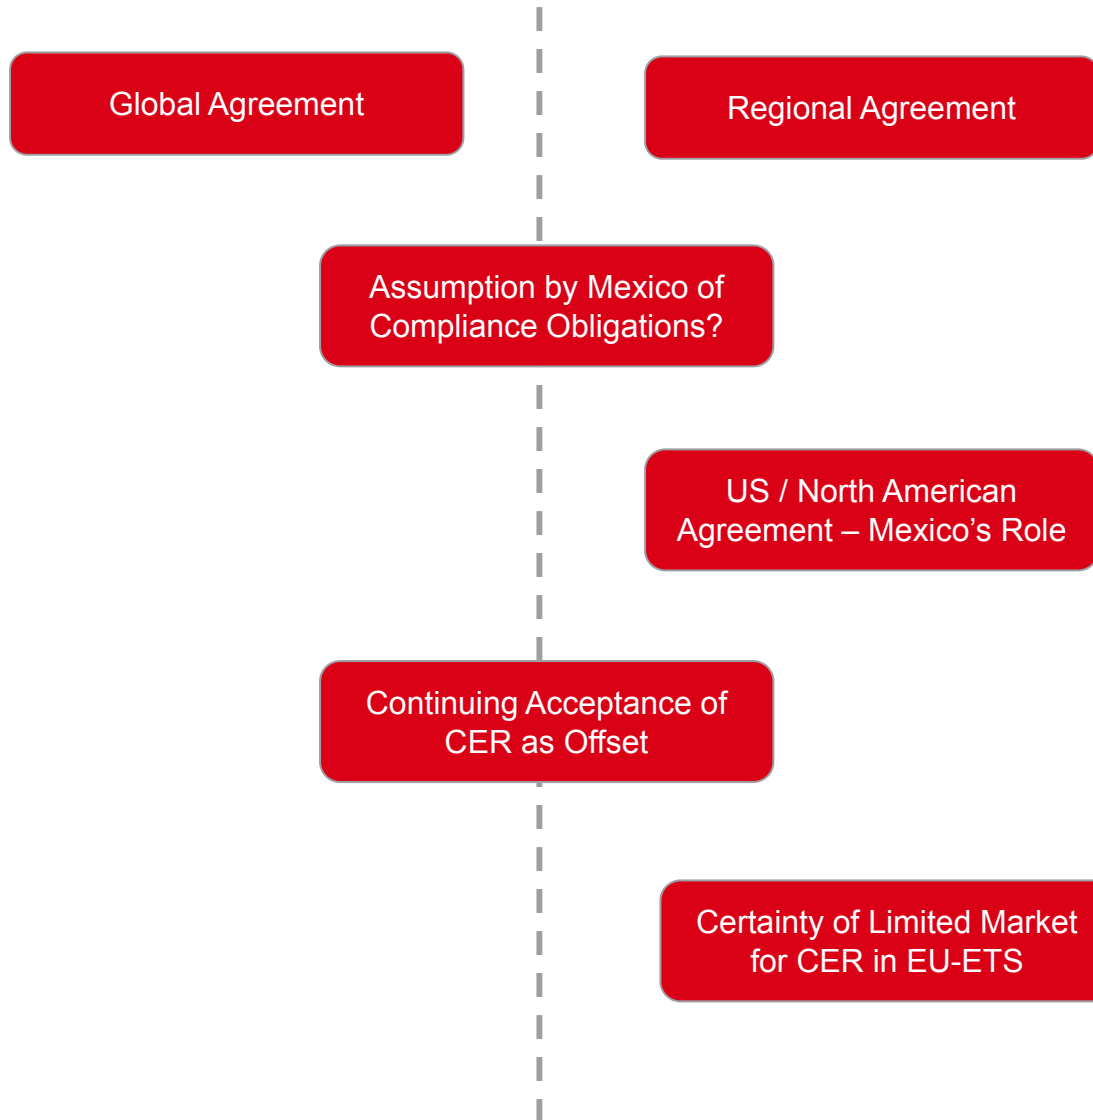 Global Agreement
Regional Agreement
Assumption by Mexico of
Compliance Obligations?
US / North American
Agreement – Mexico’s Role
Continuing Acceptance of
CER as Offset
Certainty of Limited Market
for CER in EU-ETS